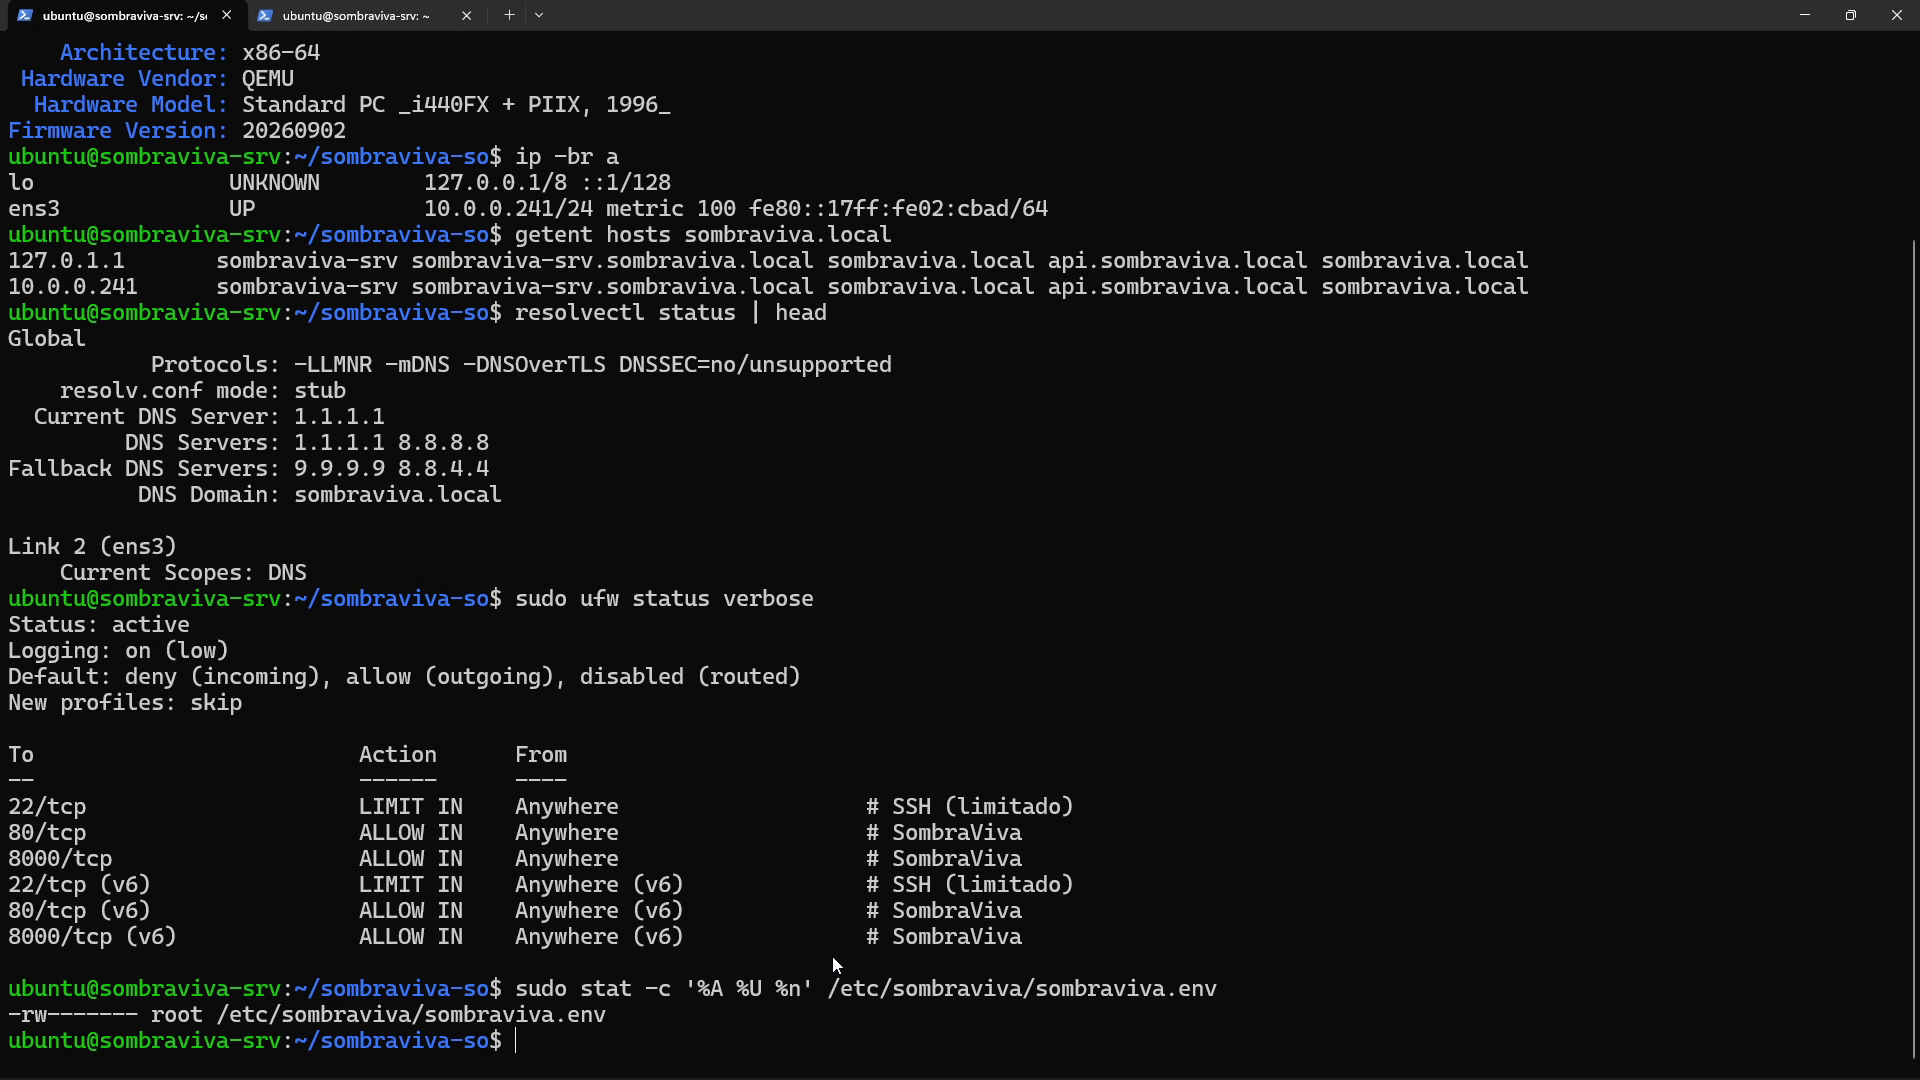 ubuntu@sombraviva-srv: ~/so
ubuntu@sombraviva-srv: ~
Architecture: x86-64
Hardware Vendor: QEMU
Hardware Model: Standard PC _i440FX + PIIX, 1996_
Firmware Version: 20260902
ubuntu@sombraviva-srv:~/sombraviva-so$ ip -br a
lo UNKNOWN 127.0.0.1/8 ::1/128
ens3 UP 10.0.0.241/24 metric 100 fe80::17ff:fe02:cbad/64
ubuntu@sombraviva-srv:~/sombraviva-so$ getent hosts sombraviva.local
127.0.1.1 sombraviva-srv sombraviva-srv.sombraviva.local sombraviva.local api.sombraviva.local sombraviva.local
10.0.0.241 sombraviva-srv sombraviva-srv.sombraviva.local sombraviva.local api.sombraviva.local sombraviva.local
ubuntu@sombraviva-srv:~/sombraviva-so$ resolvectl status | head
Global
Protocols: -LLMNR -mDNS -DNSOverTLS DNSSEC=no/unsupported
resolv.conf mode: stub
Current DNS Server: 1.1.1.1
DNS Servers: 1.1.1.1 8.8.8.8
Fallback DNS Servers: 9.9.9.9 8.8.4.4
DNS Domain: sombraviva.local
Link 2 (ens3)
Current Scopes: DNS
ubuntu@sombraviva-srv:~/sombraviva-so$ sudo ufw status verbose
Status: active
Logging: on (low)
Default: deny (incoming), allow (outgoing), disabled (routed)
New profiles: skip
To Action From
-- ------ ----
22/tcp LIMIT IN Anywhere # SSH (limitado)
80/tcp ALLOW IN Anywhere # SombraViva
8000/tcp ALLOW IN Anywhere # SombraViva
22/tcp (v6) LIMIT IN Anywhere (v6) # SSH (limitado)
80/tcp (v6) ALLOW IN Anywhere (v6) # SombraViva
8000/tcp (v6) ALLOW IN Anywhere (v6) # SombraViva
ubuntu@sombraviva-srv:~/sombraviva-so$ sudo stat -c '%A %U %n' /etc/sombraviva/sombraviva.env
-rw------- root /etc/sombraviva/sombraviva.env
ubuntu@sombraviva-srv:~/sombraviva-so$